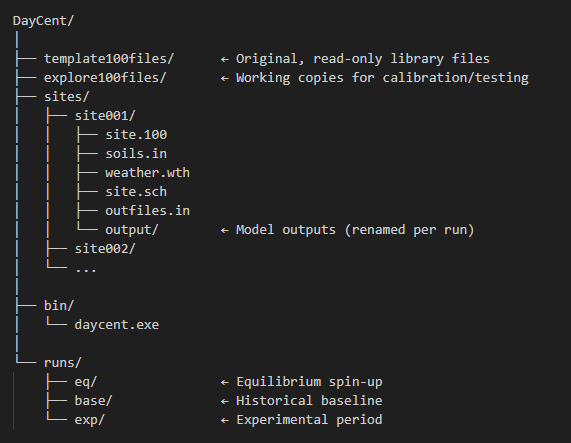 DayCent/
│
├── template100files/      ← Original, read-only library files
├── explore100files/       ← Working copies for calibration/testing
├── sites/
│   ├── site001/
│   │   ├── site.100
│   │   ├── soils.in
│   │   ├── weather.wth
│   │   ├── site.sch
│   │   ├── outfiles.in
│   │   └── output/        ← Model outputs (renamed per run)
│   ├── site002/
│   └── ...
│
├── bin/
│   └── daycent.exe
│
└── runs/
    ├── eq/                ← Equilibrium spin-up
    ├── base/              ← Historical baseline
    └── exp/               ← Experimental period